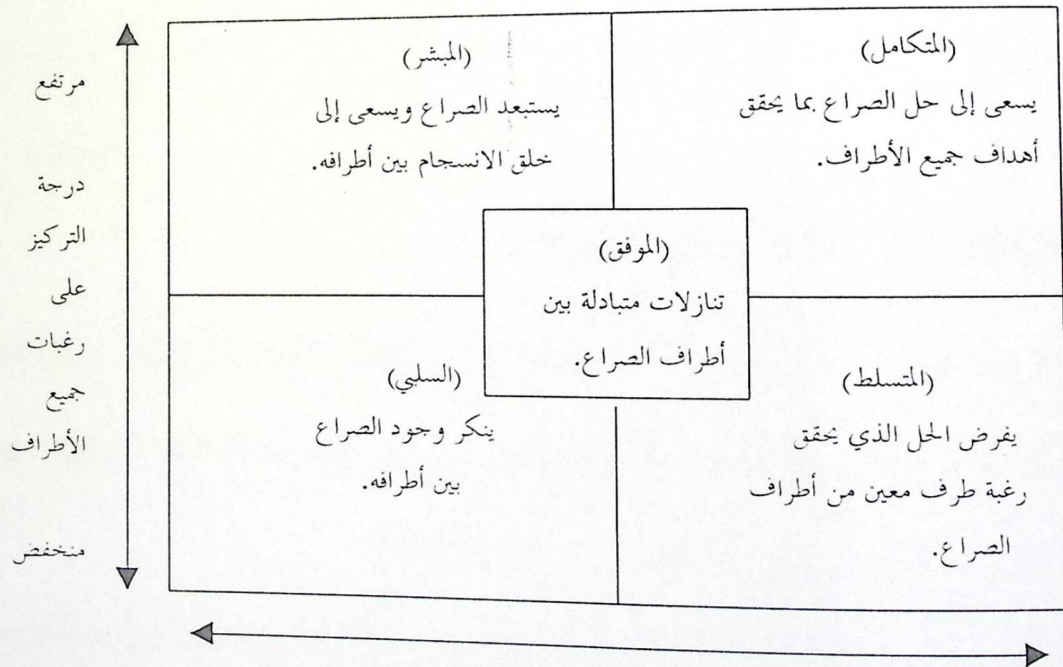 (المتكامل)
يسعى إلى حل الصراع بما يحقق
أهداف جميع الأطراف.
(المبشر)
يستبعد الصراع ويسعى إلى
خلق الانسجام بين أطرافه.
(الموفق)
تنازلات متبادلة بين
أطراف الصراع.
(المتسلط)
يفرض الحل الذي يحقق
رغبة طرف معين من أطراف
الصراع.
(السلبي)
ينكر وجود الصراع
بين أطرافه.
مرتفع
درجة
التركيز
على
رغبات
جميع
الأطراف
منخفض